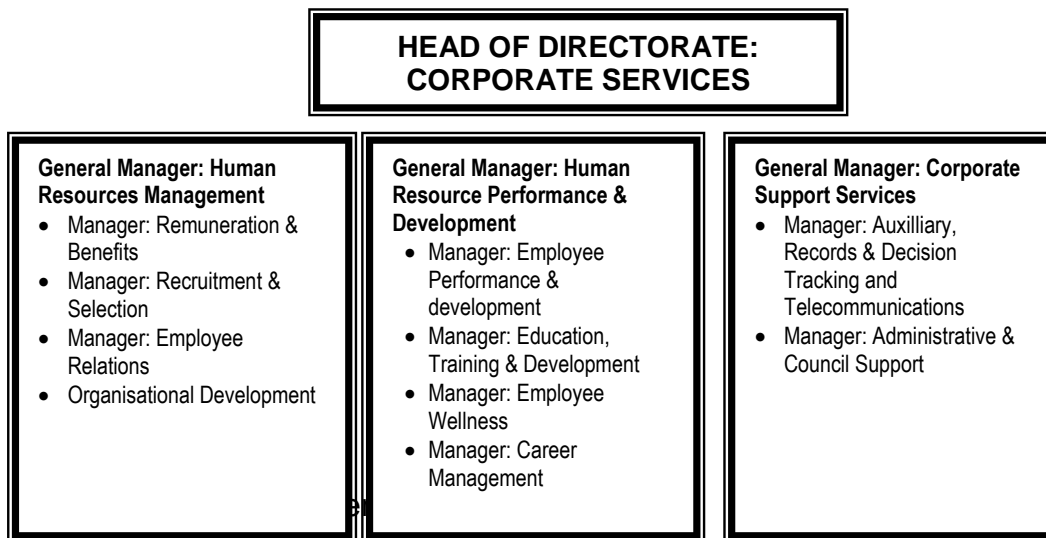 HEAD OF DIRECTORATE:
CORPORATE SERVICES
General Manager: Human
Resources Management
• Manager: Remuneration &
Benefits
• Manager: Recruitment &
Selection
• Manager: Employee
Relations
• Organisational Development
General Manager: Human
Resource Performance &
Development
• Manager: Employee
Performance &
development
• Manager: Education,
Training & Development
• Manager: Employee
Wellness
• Manager: Career
Management
General Manager: Corporate
Support Services
• Manager: Auxilliary,
Records & Decision
Tracking and
Telecommunications
• Manager: Administrative &
Council Support